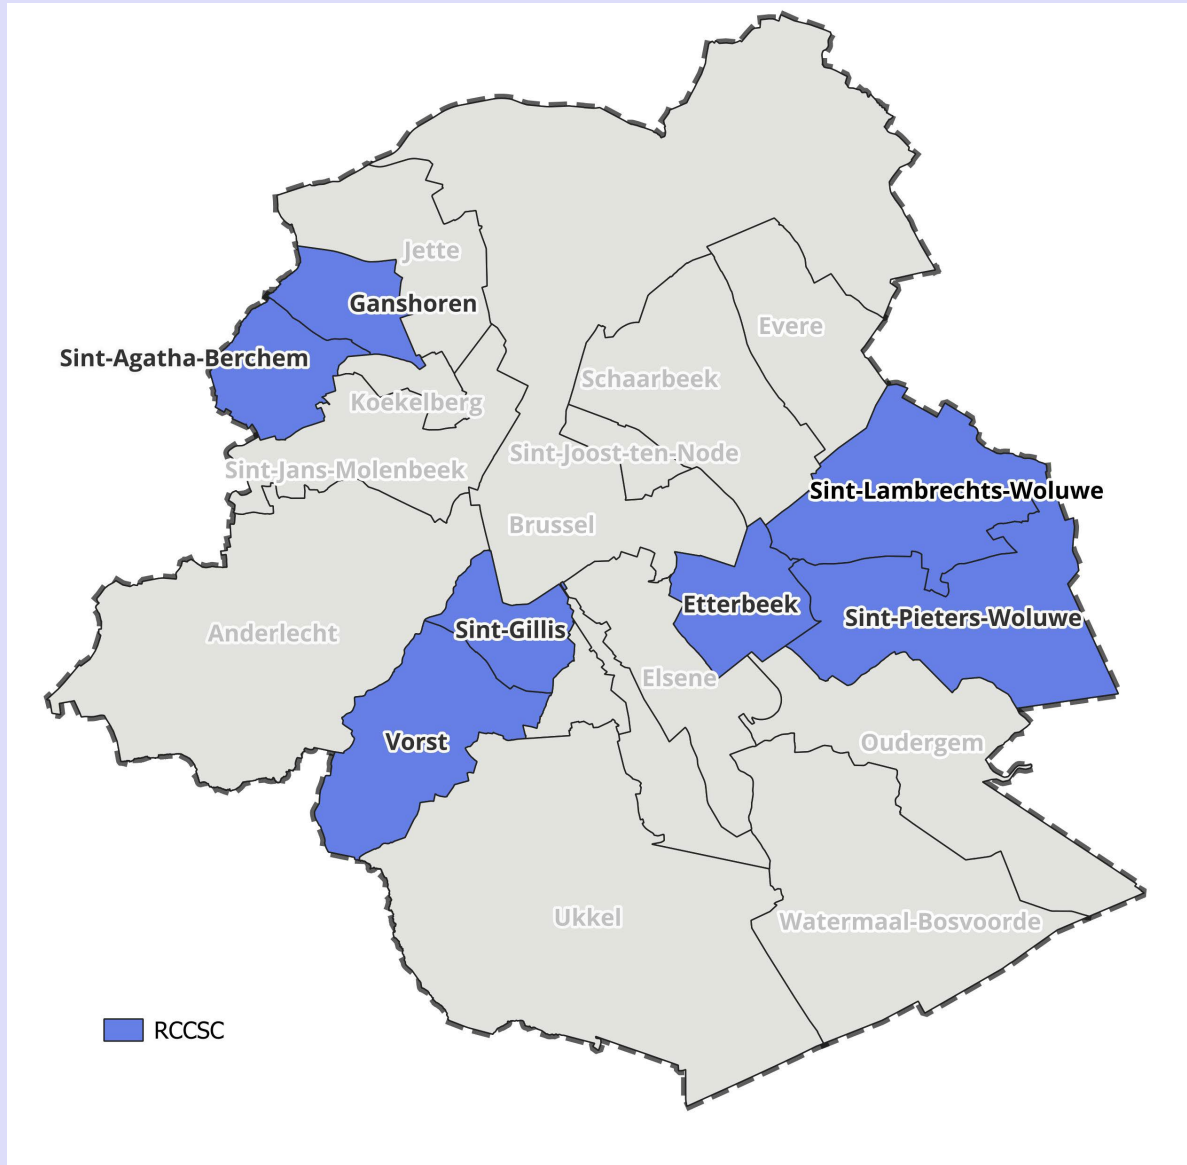 Jette
Ganshoren
Evere
Sint-Agatha-Berchem
Schaarbeek
Koekelberg
Sint-Joost-ten-Node
Sint-Jans-Molenbeek
Sint-Lambrechts-Woluwe
Brussel
Etterbeek
Sint-Pieters-Woluwe
Sint-Gillis
Anderlecht
Elsene
Vorst
Oudergem
Ukkel
Watermaal-Bosvoorde
RCCSC